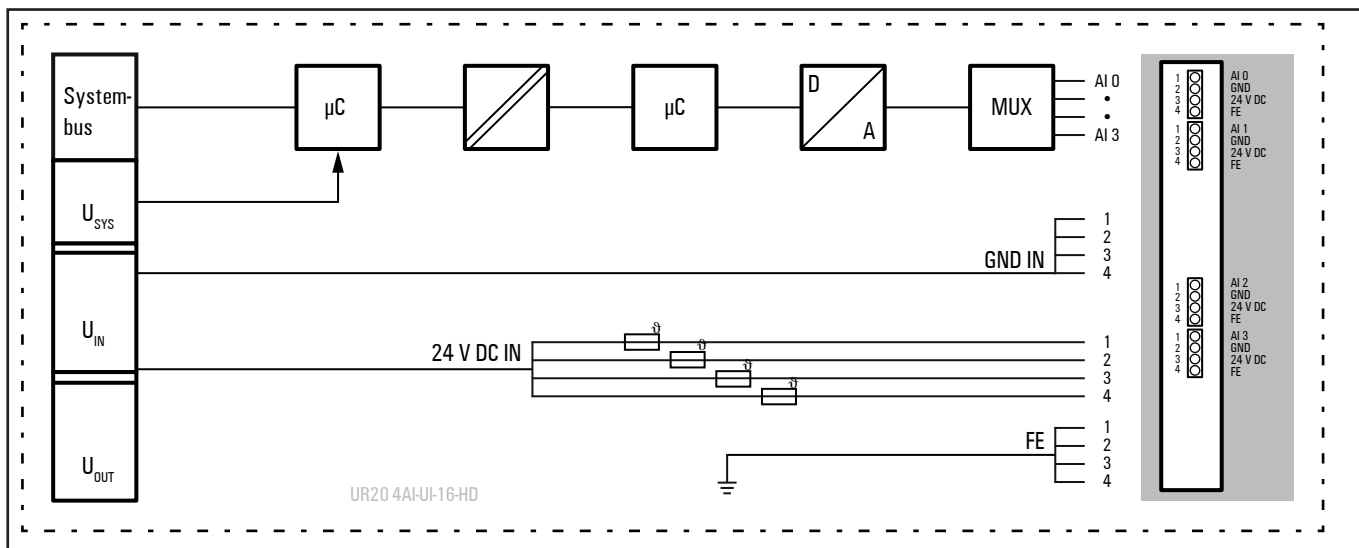 System-
bus
µC
µC
D
A
MUX
AI 0
•
•
AI 3
U SYS
GND IN
1
2
3
4
U IN
24 V DC IN
ϑ
ϑ
ϑ
ϑ
1
2
3
4
U OUT
FE
1
2
3
4
UR20 4AI-UI-16-HD
1 AI 0
2 GND
3 24 V DC
4 FE
1 AI 1
2 GND
3 24 V DC
4 FE
1 AI 2
2 GND
3 24 V DC
4 FE
1 AI 3
2 GND
3 24 V DC
4 FE